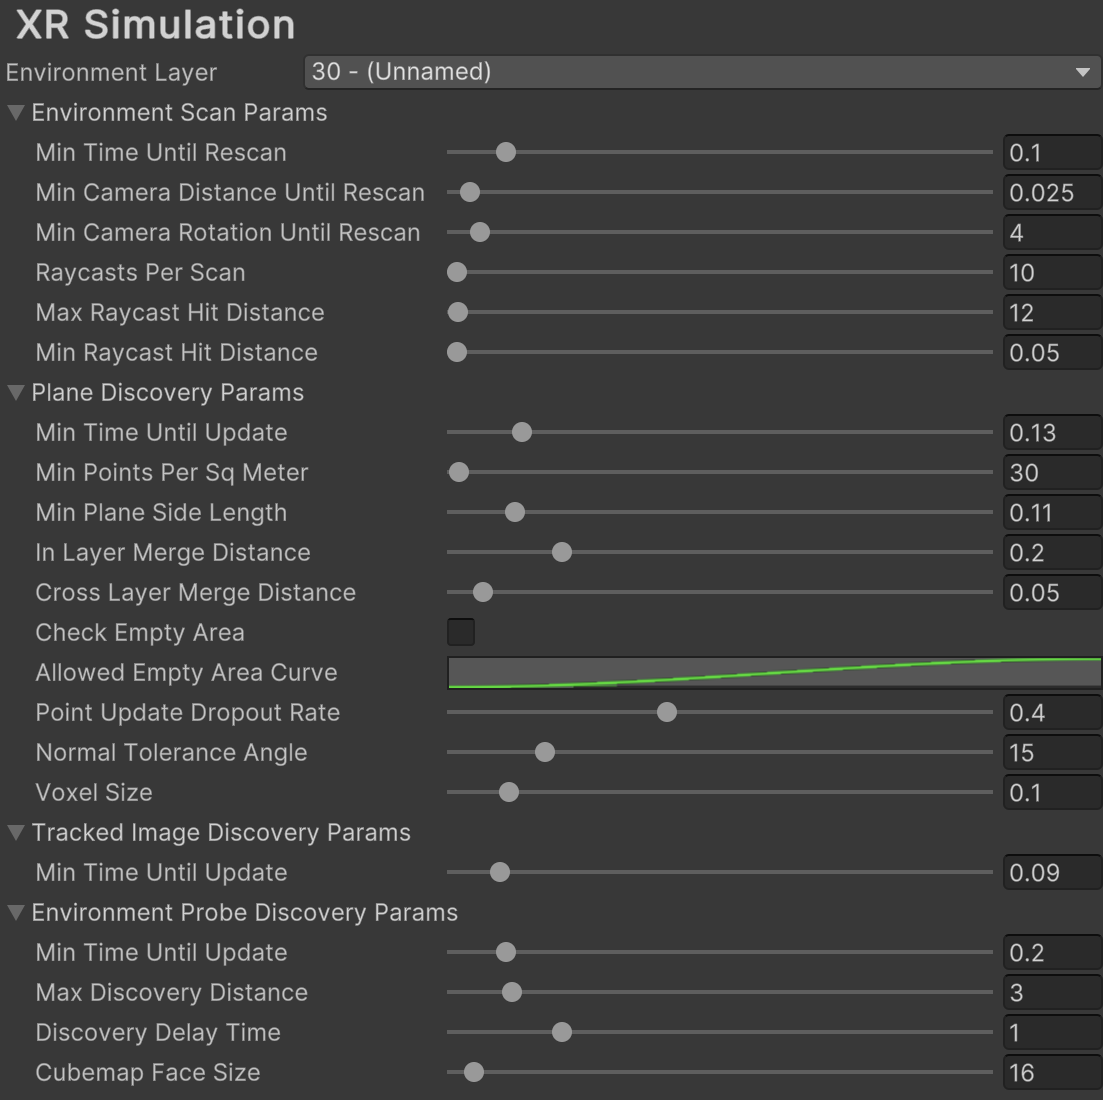 XR Simulation
Environment Layer 30 - (Unnamed)
Environment Scan Params
Min Time Until Rescan 0.1
Min Camera Distance Until Rescan 0.025
Min Camera Rotation Until Rescan 4
Raycasts Per Scan 10
Max Raycast Hit Distance 12
Min Raycast Hit Distance 0.05
Plane Discovery Params
Min Time Until Update 0.13
Min Points Per Sq Meter 30
Min Plane Side Length 0.11
In Layer Merge Distance 0.2
Cross Layer Merge Distance 0.05
Check Empty Area
Allowed Empty Area Curve
Point Update Dropout Rate 0.4
Normal Tolerance Angle 15
Voxel Size 0.1
Tracked Image Discovery Params
Min Time Until Update 0.09
Environment Probe Discovery Params
Min Time Until Update 0.2
Max Discovery Distance 3
Discovery Delay Time 1
Cubemap Face Size 16